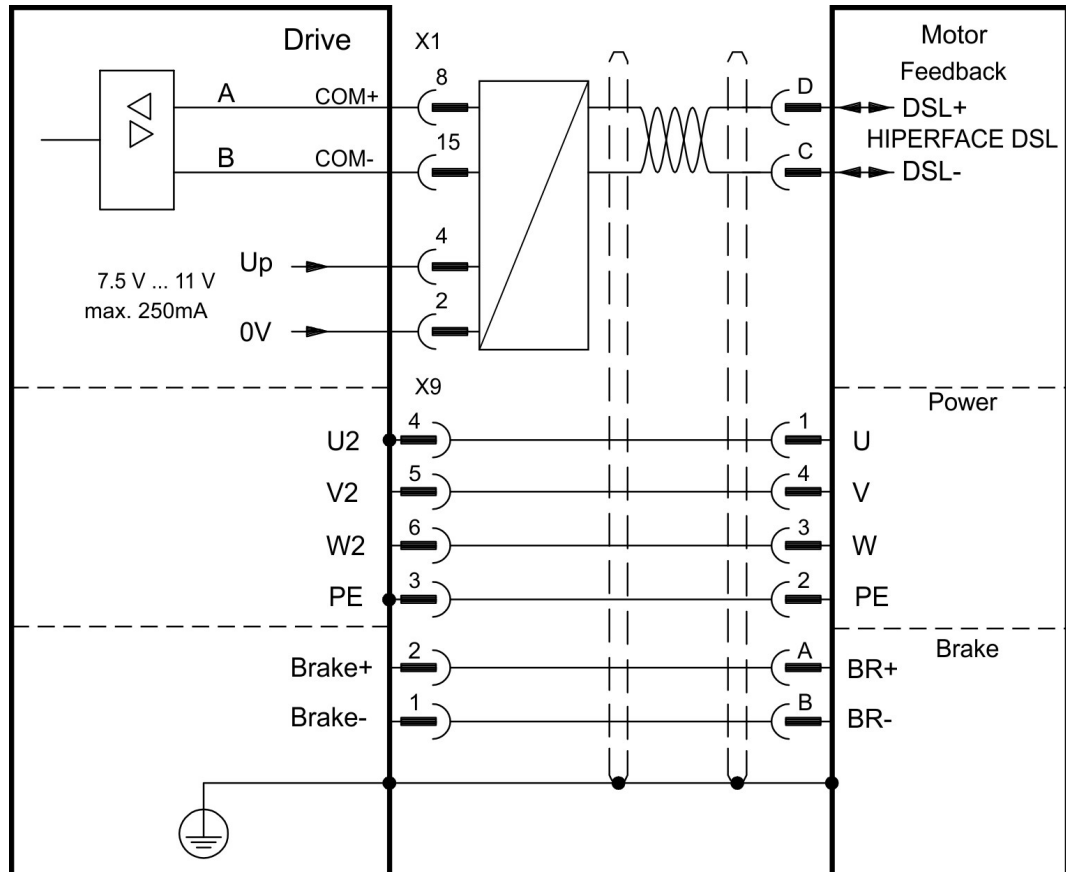 Drive
X1
Motor
Feedback
A
COM+
8
D
DSL+
HIPERFACE DSL
B
COM-
15
C
DSL-
Up
4
7.5 V ... 11 V
max. 250mA
0V
2
X9
Power
U2
4
1
U
V2
5
4
V
W2
6
3
W
PE
3
2
PE
Brake
Brake+
2
A
BR+
Brake-
1
B
BR-